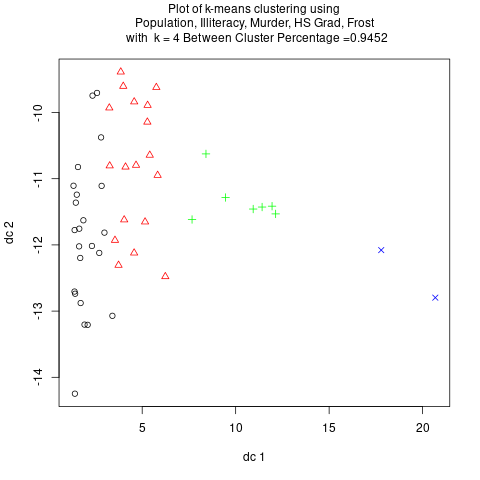 Plot of k-means clustering using
Population, Illiteracy, Murder, HS Grad, Frost
with  k = 4 Between Cluster Percentage =0.9452
-10
-11
-12
-13
-14
dc 2
5
10
15
20
dc 1